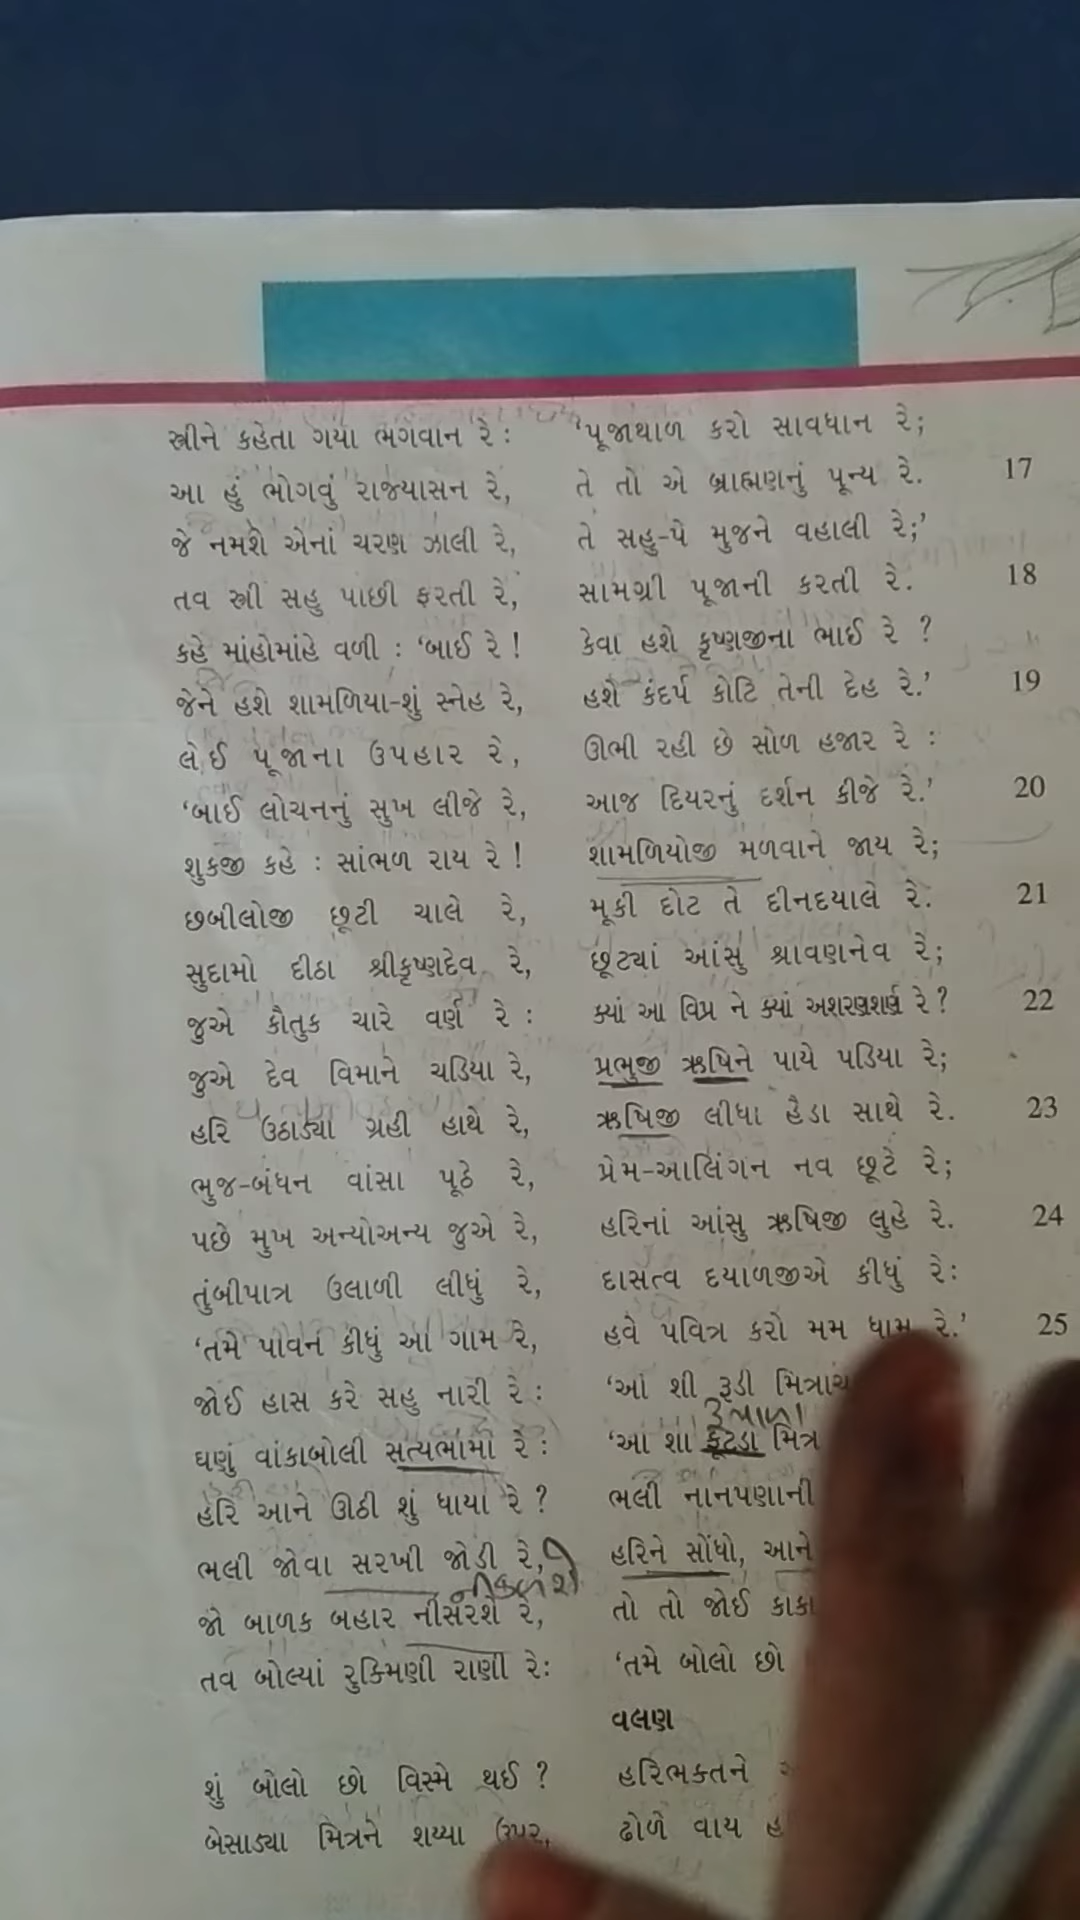 સ્ત્રીને કહેતા ગયા ભગવાન રે: 'પૂજાથાળ કરો સાવધાન રે;
આ હું ભોગવું રાજ્યાસન રે, તે તો એ બ્રાહ્મણનું પૂન્ય રે. 17
જે નમશે એનાં ચરણ ઝાલી રે, તે સહુ-પે મુજને વહાલી રે;'
તવ સ્ત્રી સહુ પાછી ફરતી રે, સામગ્રી પૂજાની કરતી રે. 18
કહે માંહોમાંહે વળી : 'બાઈ રે ! કેવા હશે કૃષ્ણજીના ભાઈ રે ?
જેને હશે શામળિયા-શું સ્નેહ રે, હશે કંદર્પ કોટિ તેની દેહ રે.' 19
લેઈ પૂજાના ઉપહાર રે, ઊભી રહી છે સોળ હજાર રે :
'બાઈ લોચનનું સુખ લીજે રે, આજ દિયરનું દર્શન કીજે રે.' 20
શુકજી કહે : સાંભળ રાય રે ! શામળિયોજી મળવાને જાય રે;
છબીલોજી છૂટી ચાલે રે, મૂકી દોટ તે દીનદયાલે રે. 21
સુદામો દીઠા શ્રીકૃષ્ણદેવ રે, છૂટ્યાં આંસુ શ્રાવણનેવ રે;
જુએ કૌતુક ચારે વર્ણ રે : ક્યાં આ વિપ્ર ને ક્યાં અશરણશર્ણ રે ? 22
જુએ દેવ વિમાને ચડિયા રે, પ્રભુજી ઋષિને પાયે પડિયા રે;
હરિ ઉઠાડ્યા ગ્રહી હાથે રે, ઋષિજી લીધા હૈડા સાથે રે. 23
ભુજ-બંધન વાંસા પૂઠે રે, પ્રેમ-આલિંગન નવ છૂટે રે;
પછે મુખ અન્યોઅન્ય જુએ રે, હરિનાં આંસુ ઋષિજી લુહે રે. 24
તુંબીપાત્ર ઉલાળી લીધું રે, દાસત્વ દયાળજીએ કીધું રે:
'તમે પાવન કીધું આ ગામ રે, હવે પવિત્ર કરો મમ ધામ રે.' 25
જોઈ હાસ કરે સહુ નારી રે : 'આ શી રૂડી
રૂપાળા
ઘણું વાંકાબોલી સત્યભામા રે : 'આ શા ફૂટડા મિત્ર
હરિ આને ઊઠી શું ધાયા રે ? ભલી નાનપણાની
ભલી જોવા સરખી જોડી રે, હરિને સોંધો, આને
નીકળશે
જો બાળક બહાર નીસરશે રે, તો તો જોઈ કાકા
તવ બોલ્યાં રુક્મિણી રાણી રે: 'તમે બોલો છો
વલણ
શું બોલો છો વિસ્મે થઈ ? હરિભક્તને
બેસાડ્યા મિત્રને શય્યા ઉપર, ઢોળે વાય